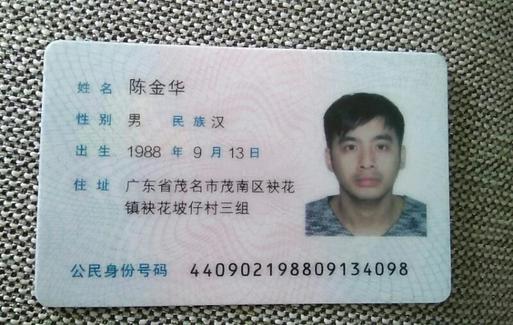 姓名 陈金华
性别 男 民族 汉
出生 1988 年 9 月 13 日
住址 广东省茂名市茂南区袂花
镇袂花坡仔村三组
公民身份号码 440902198809134098